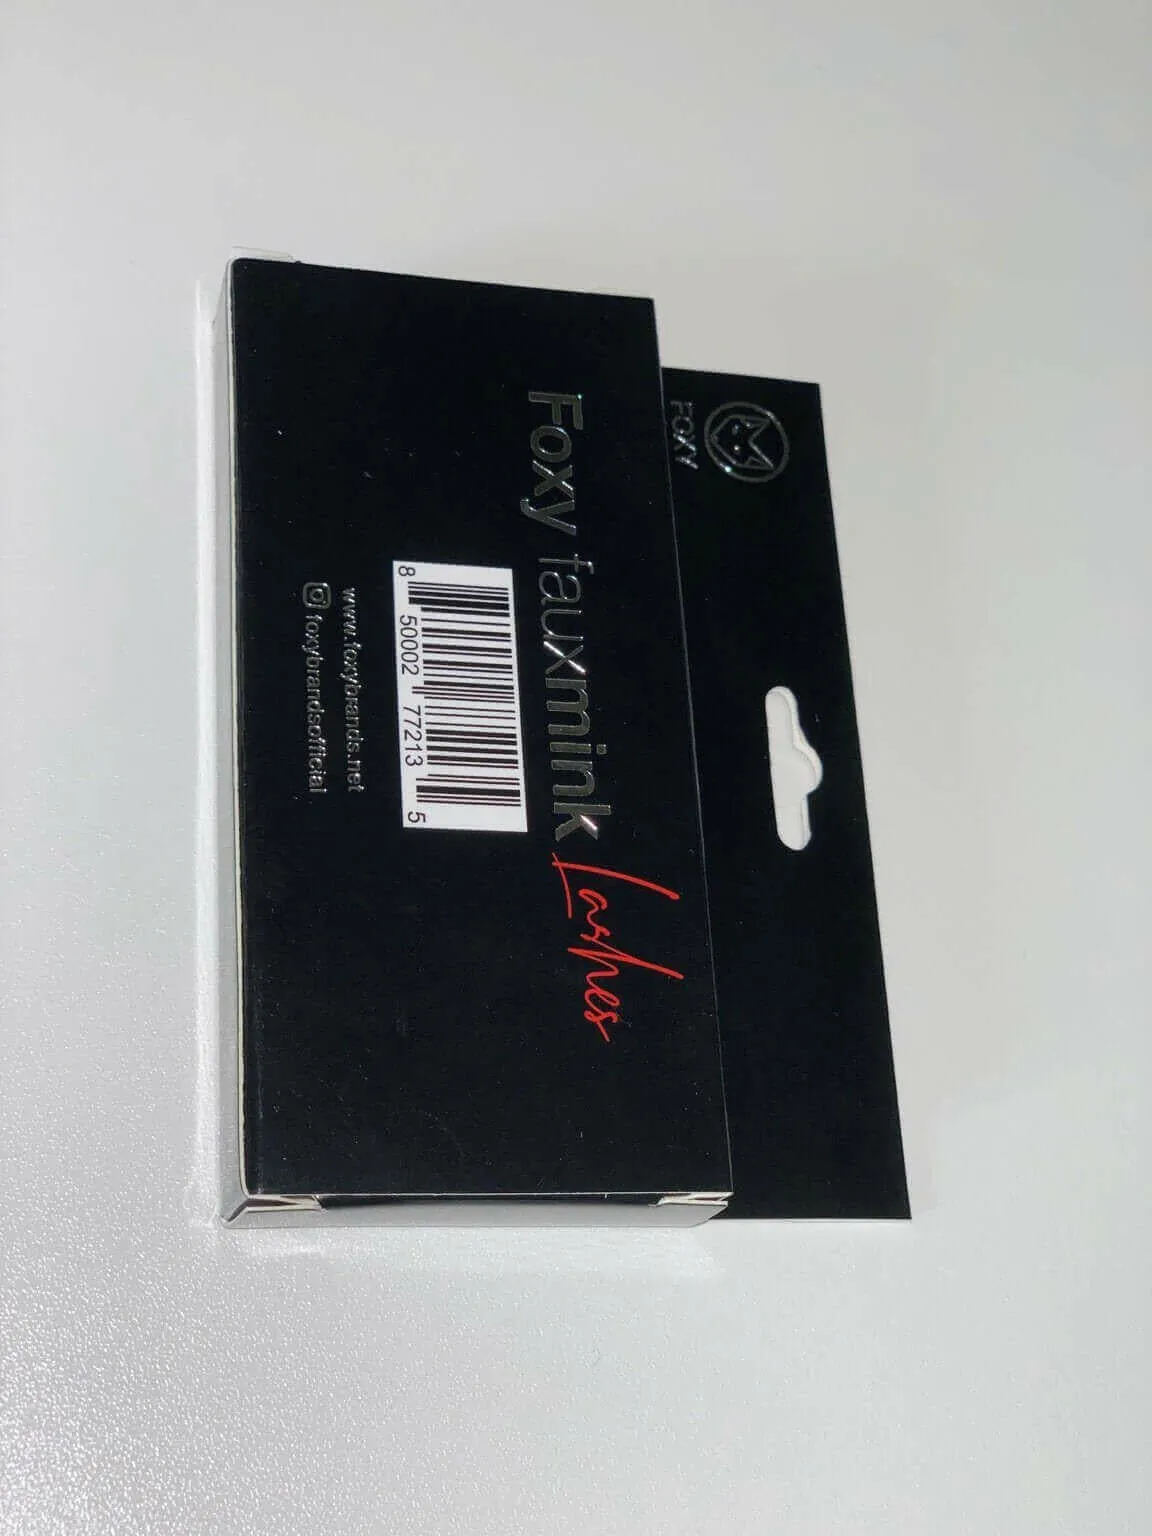 FOXY
Foxy fauxmink Lashes
8 50002 77213 5
www.foxybrands.net
foxybrandsofficial